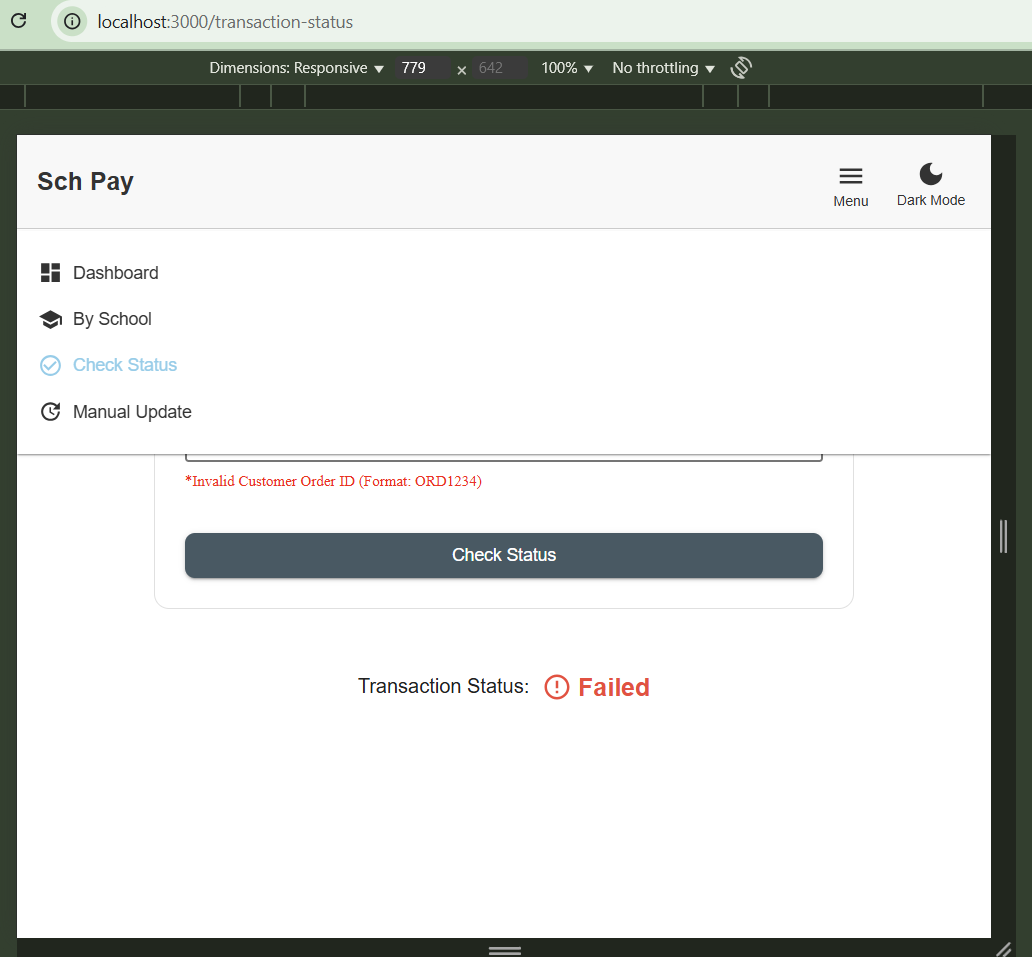 localhost:3000/transaction-status
Dimensions: Responsive 779 × 642 100% No throttling
Sch Pay
Menu
Dark Mode
Dashboard
By School
Check Status
Manual Update
*Invalid Customer Order ID (Format: ORD1234)
Check Status
Transaction Status: Failed